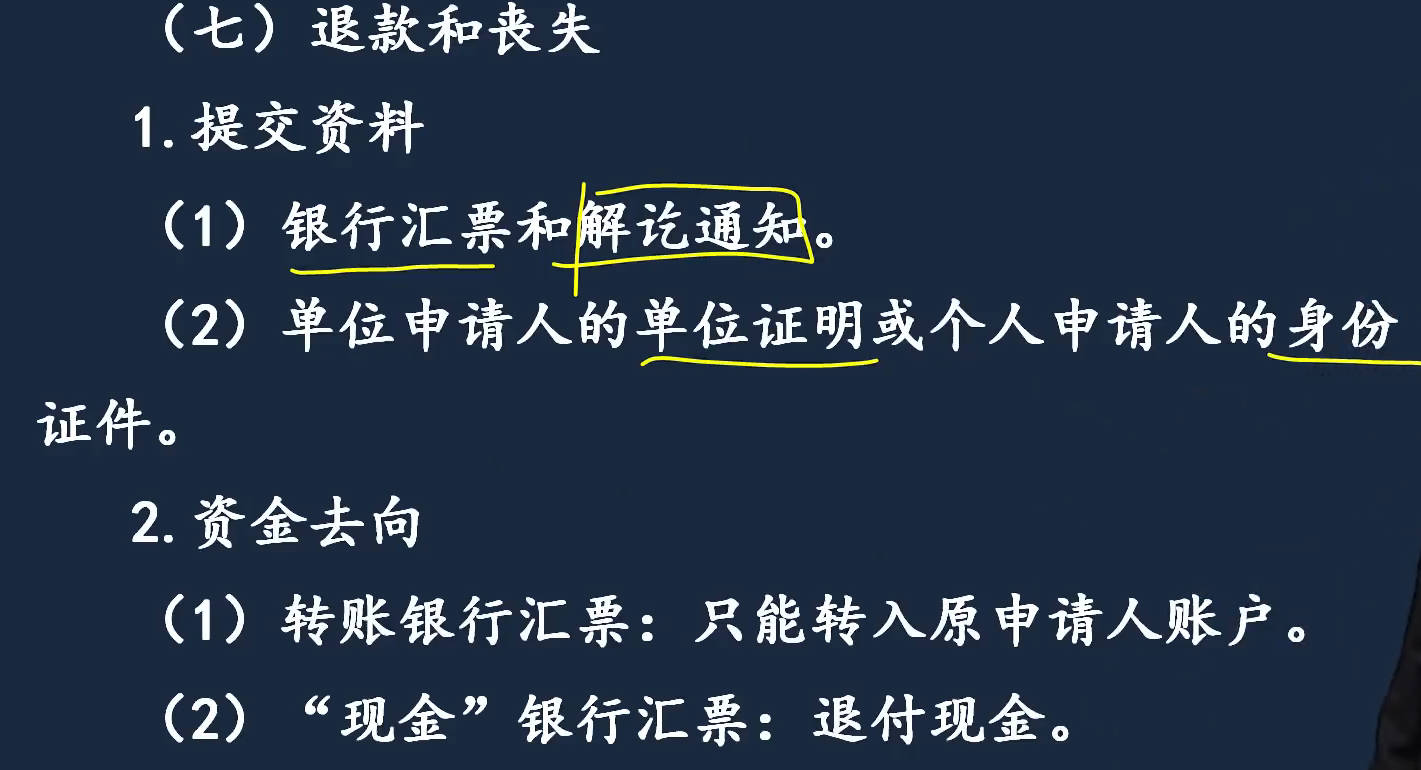 （七）退款和丧失
1.提交资料
（1）银行汇票和解讫通知。
（2）单位申请人的单位证明或个人申请人的身份
证件。
2.资金去向
（1）转账银行汇票：只能转入原申请人账户。
（2）“现金”银行汇票：退付现金。